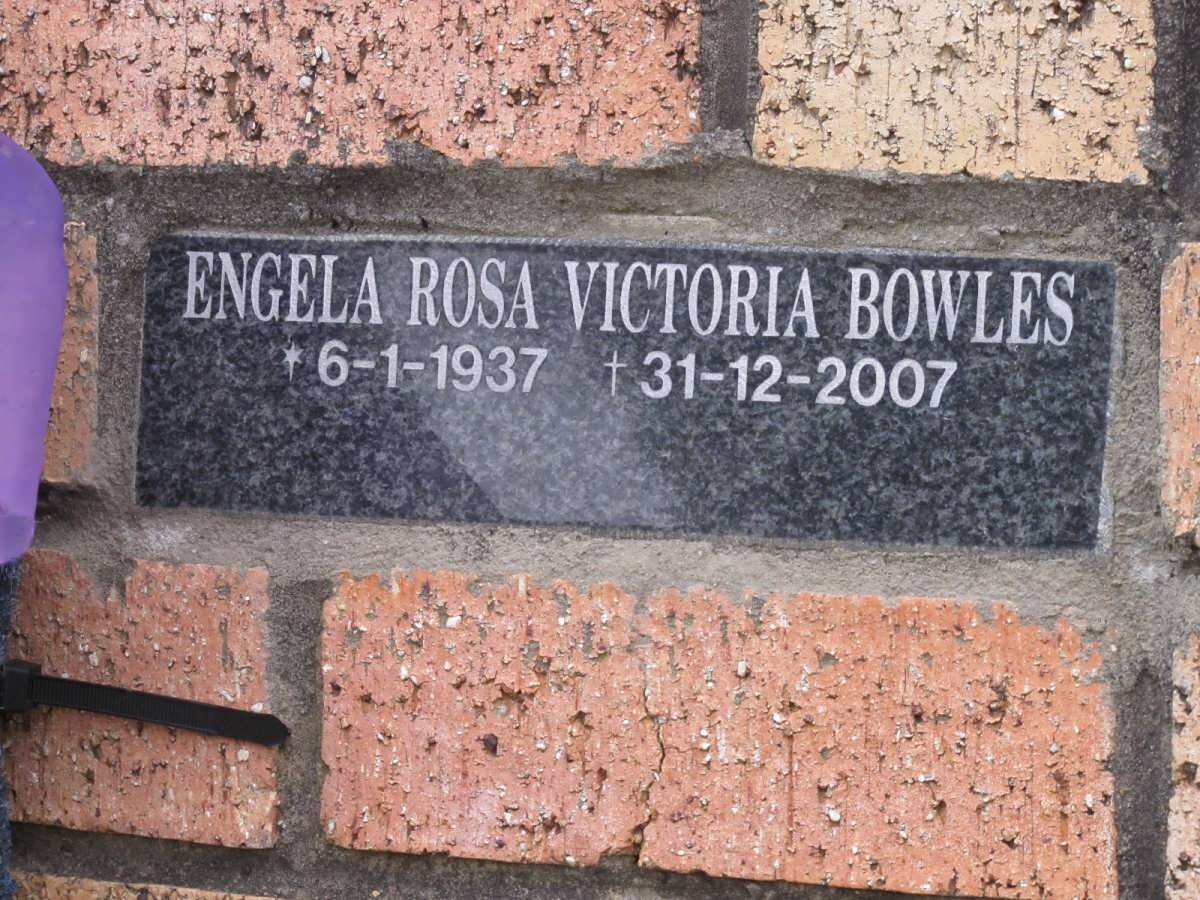 ENGELA ROSA VICTORIA BOWLES
* 6-1-1937 † 31-12-2007